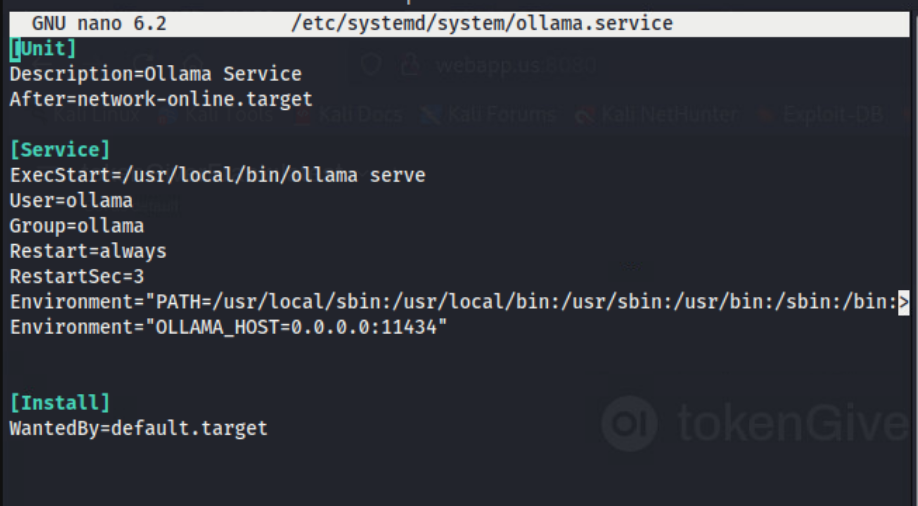 GNU nano 6.2 /etc/systemd/system/ollama.service
[Unit]
Description=Ollama Service
After=network-online.target
webapp.us:8080
Kali Linux Kali Tools Kali Docs Kali Forums Kali NetHunter Exploit-DB
[Service]
ExecStart=/usr/local/bin/ollama serve
User=ollama
Group=ollama
Restart=always
RestartSec=3
Environment="PATH=/usr/local/sbin:/usr/local/bin:/usr/sbin:/usr/bin:/sbin:/bin:>
Environment="OLLAMA_HOST=0.0.0.0:11434"
[Install]
WantedBy=default.target
tokenGive